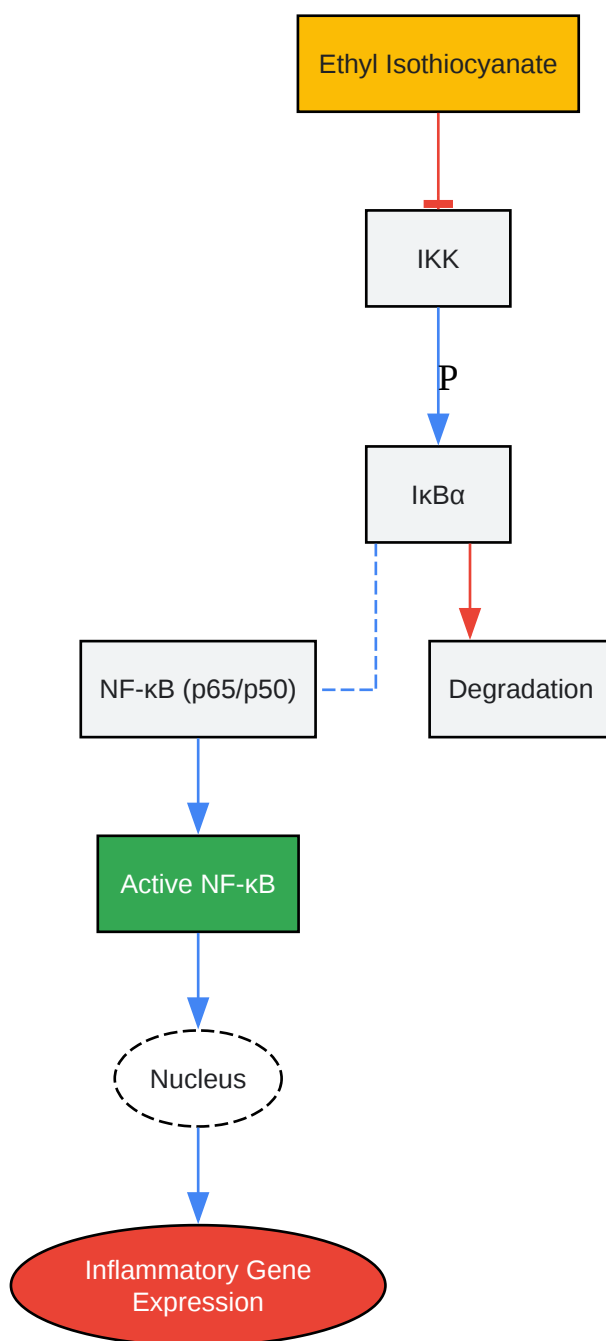 Ethyl Isothiocyanate
IKK
P
IκBα
NF-κB (p65/p50)
Degradation
Active NF-κB
Nucleus
Inflammatory Gene
Expression